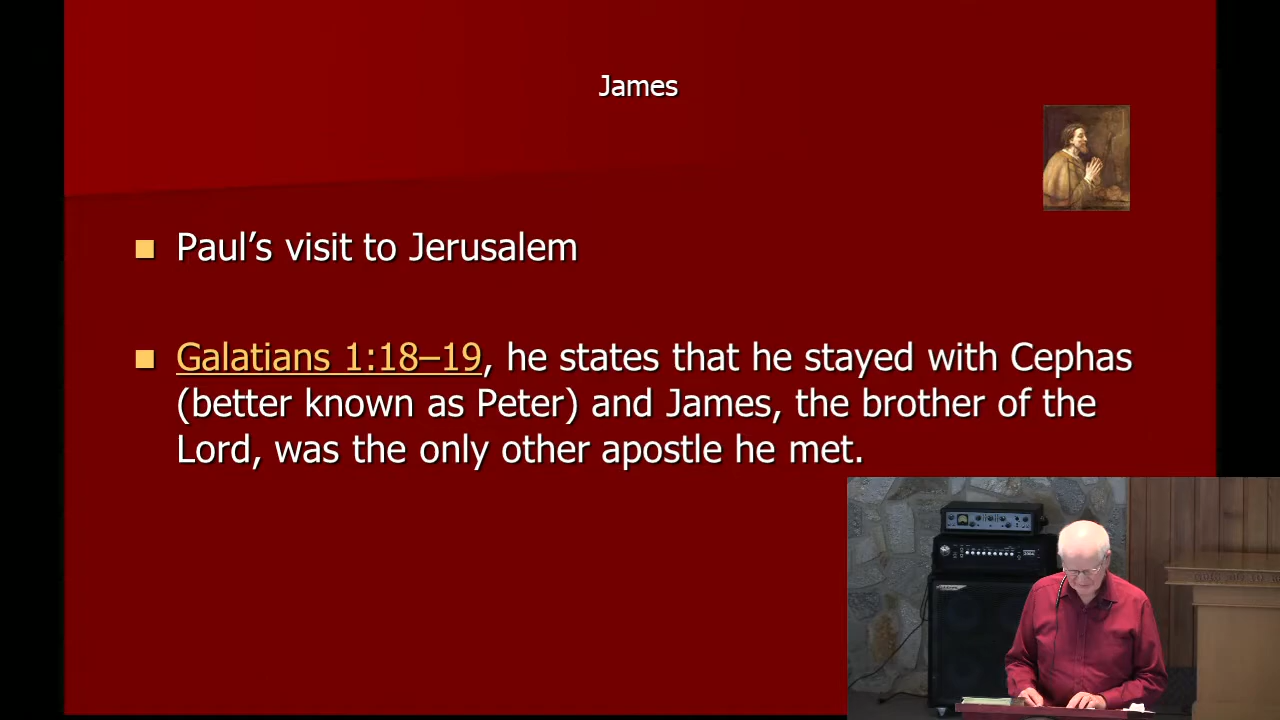 James
Paul’s visit to Jerusalem
Galatians 1:18–19, he states that he stayed with Cephas
(better known as Peter) and James, the brother of the
Lord, was the only other apostle he met.